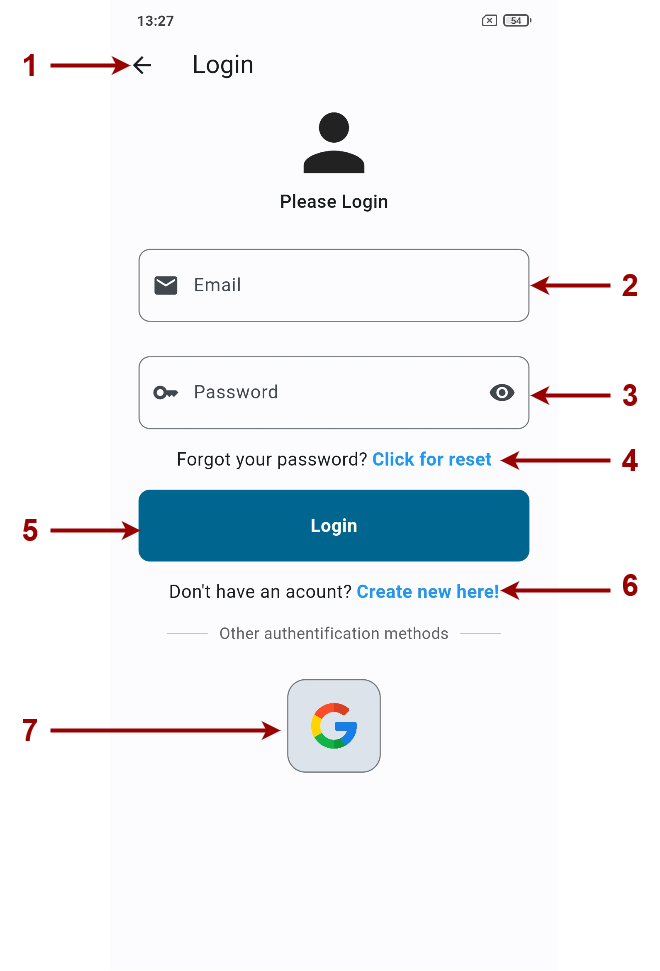 13:27
54
1
Login
Please Login
Email
2
Password
3
Forgot your password? Click for reset
4
5
Login
Don't have an acount? Create new here!
6
Other authentification methods
7
G